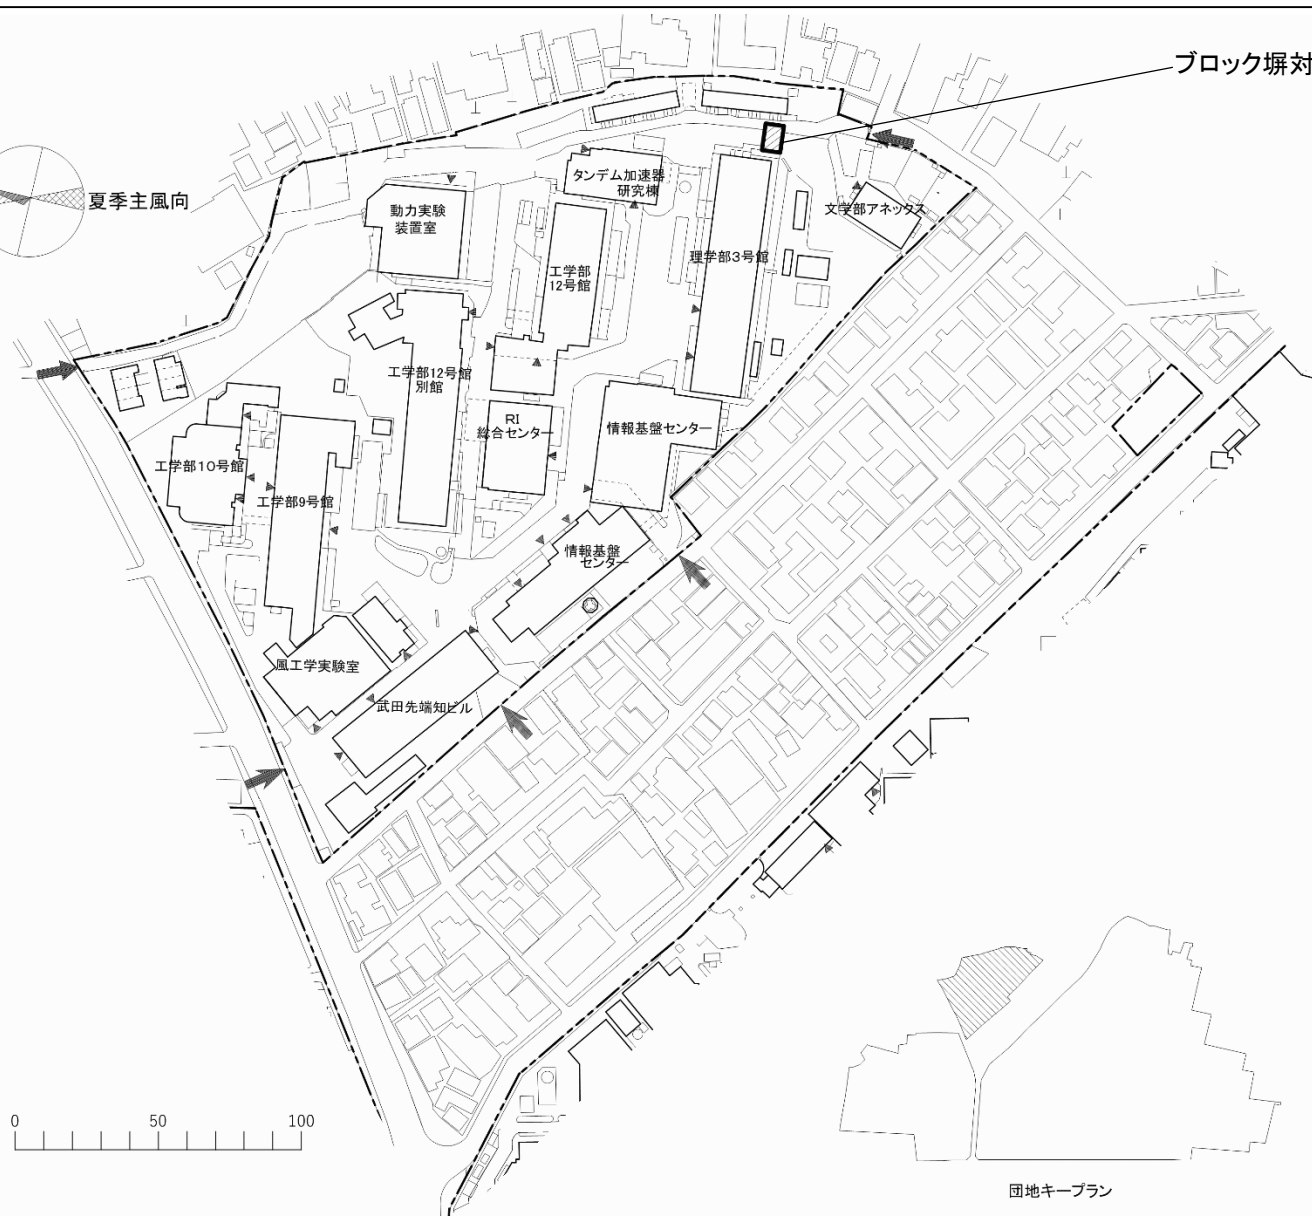 ブロック塀対
夏季主風向
タンデム加速器
研究棟
動力実験
装置室
文学部アネックス
理学部3号館
工学部
12号館
工学部12号館
別館
RI
総合センター
情報基盤センター
工学部10号館
工学部9号館
情報基盤
センター
風工学実験室
武田先端知ビル
0 50 100
団地キープラン